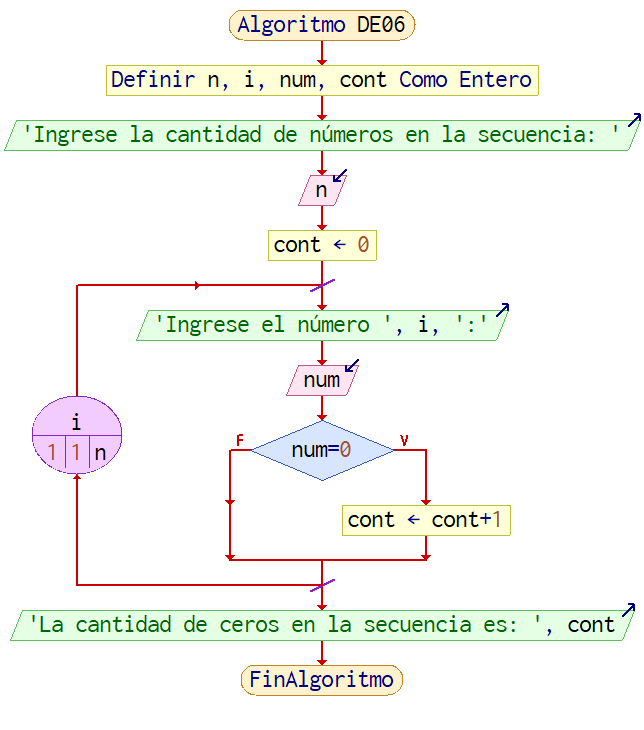 Algoritmo DE06
Definir n, i, num, cont Como Entero
'Ingrese la cantidad de números en la secuencia: '
n
cont ← 0
'Ingrese el número ', i, ':'
num
i
1 1 n
F
V
num=0
cont ← cont+1
'La cantidad de ceros en la secuencia es: ', cont
FinAlgoritmo